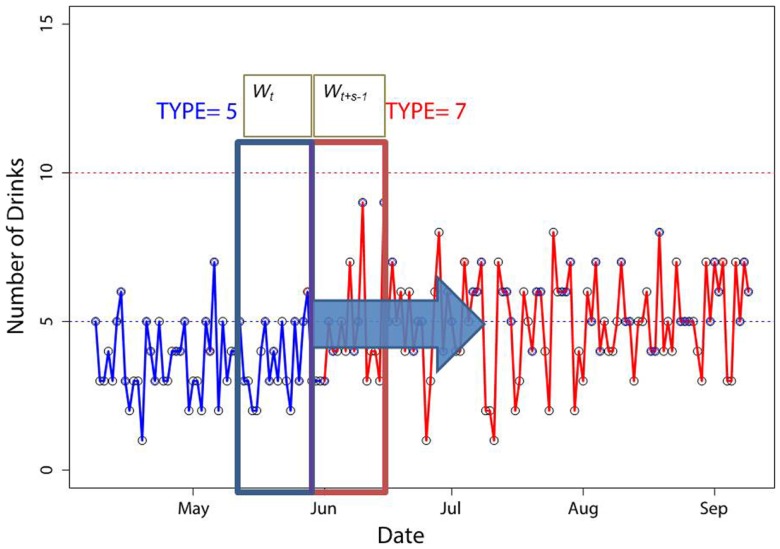 15
W_t
W_{t+s-1}
TYPE= 5
TYPE= 7
10
Number of Drinks
5
0
May
Jun
Jul
Aug
Sep
Date